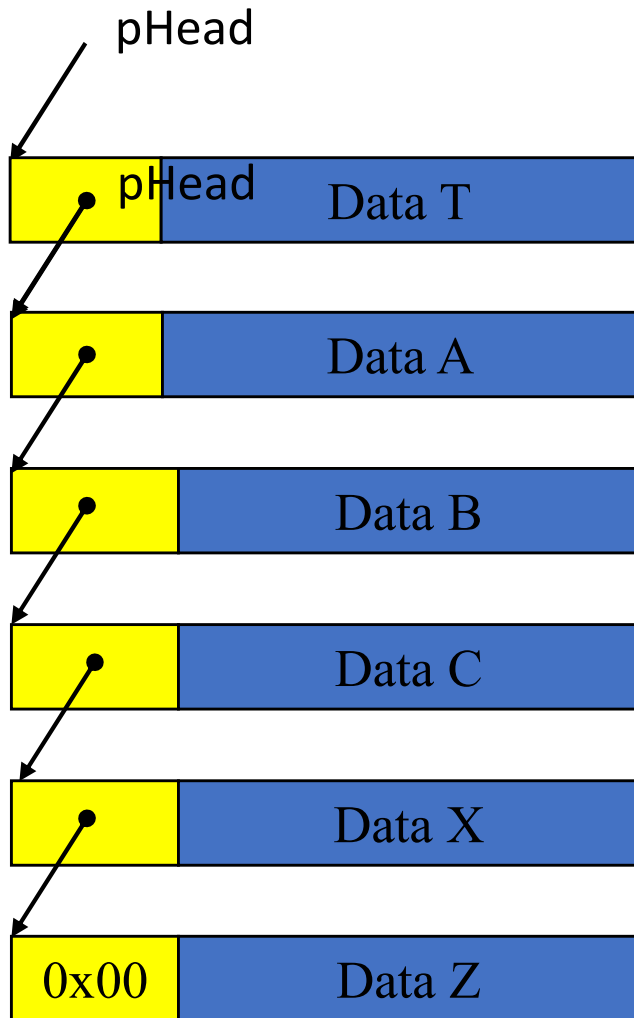 pHead
pHead
Data T
Data A
Data B
Data C
Data X
0x00 Data Z